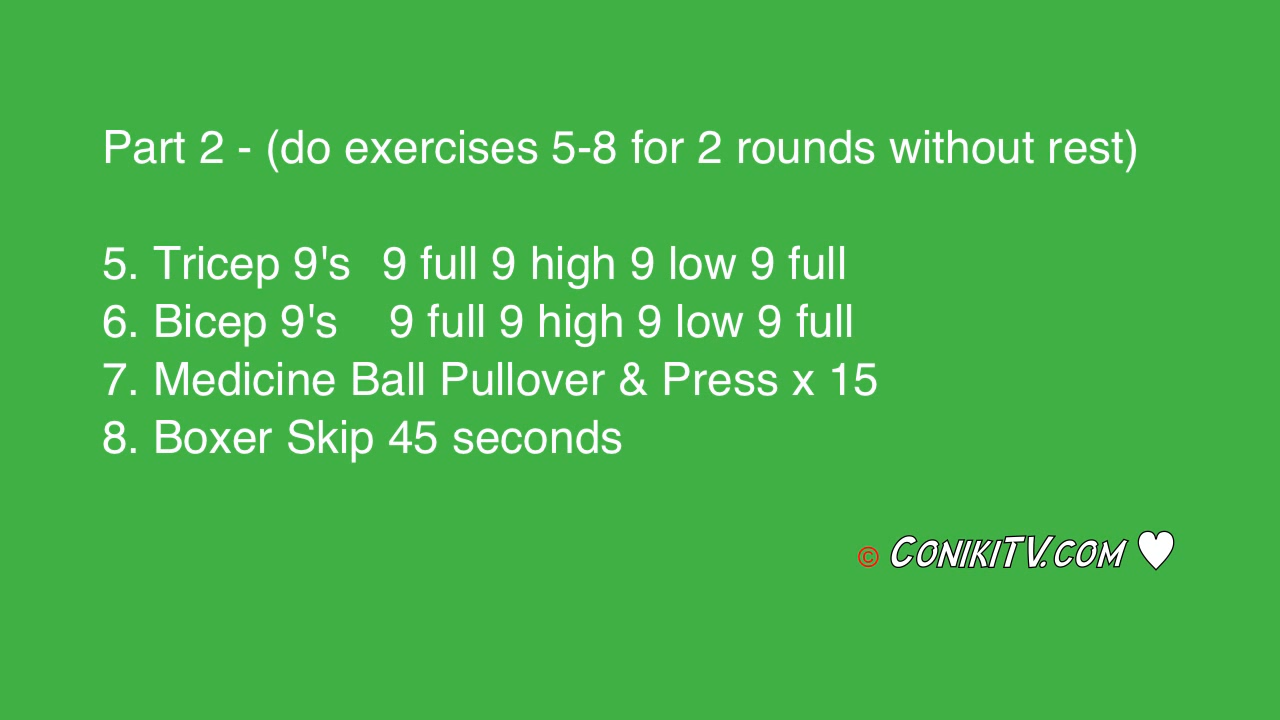 Part 2 - (do exercises 5-8 for 2 rounds without rest)
5. Tricep 9's 9 full 9 high 9 low 9 full
6. Bicep 9's 9 full 9 high 9 low 9 full
7. Medicine Ball Pullover & Press x 15
8. Boxer Skip 45 seconds
© ConikiTV.com ♥